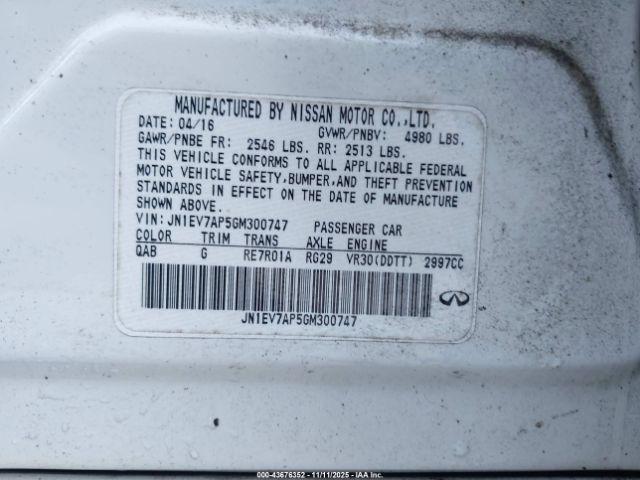 MANUFACTURED BY NISSAN MOTOR CO.,LTD.
DATE: 04/16 GVWR/PNBV: 4980 LBS.
GAWR/PNBE FR: 2546 LBS. RR: 2513 LBS.
THIS VEHICLE CONFORMS TO ALL APPLICABLE FEDERAL
MOTOR VEHICLE SAFETY,BUMPER,AND THEFT PREVENTION
STANDARDS IN EFFECT ON THE DATE OF MANUFACTURE
SHOWN ABOVE.
VIN: JN1EV7AP5GM300747 PASSENGER CAR
COLOR TRIM TRANS AXLE ENGINE
QAB G RE7R01A RG29 VR30(DDTT) 2997CC
JN1EV7AP5GM300747
000-43676352 - 11/11/2025 - IAA Inc.